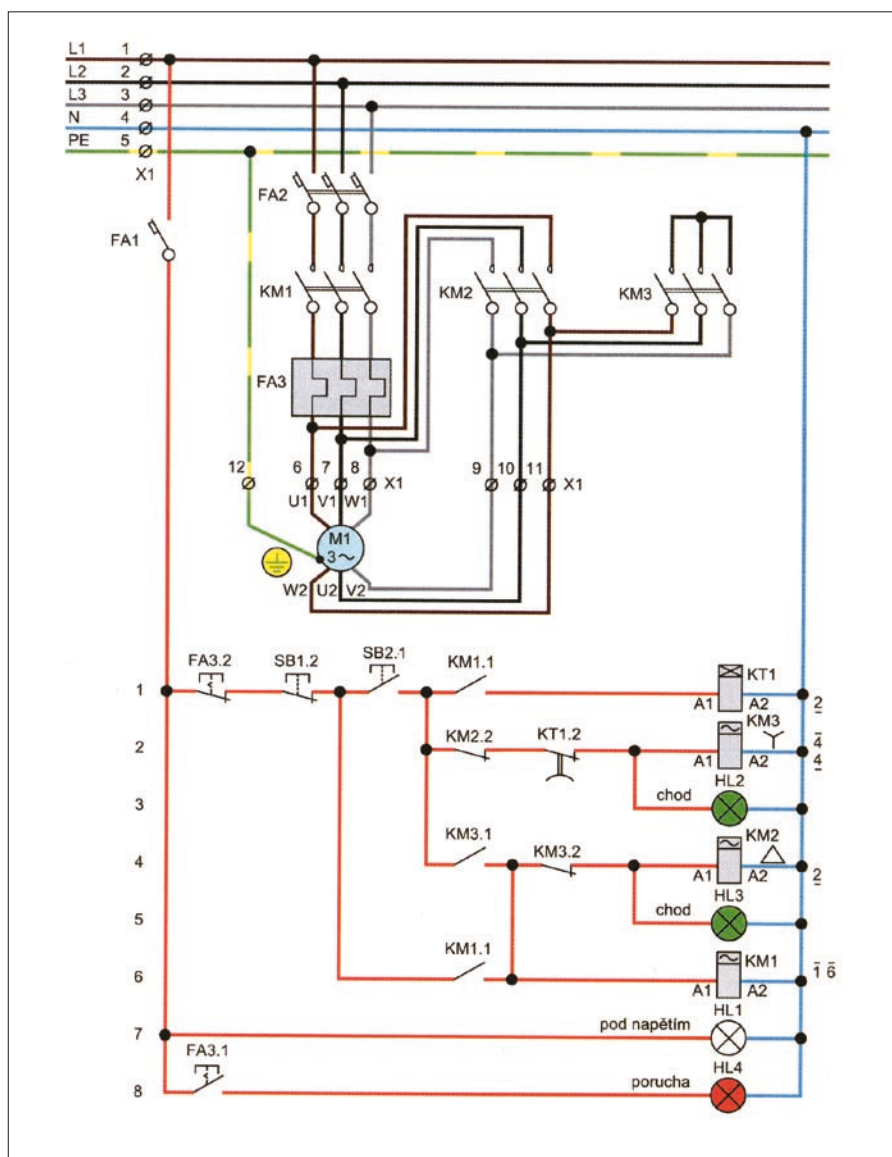 L1 1
L2 2
L3 3
N 4
PE 5
X1
FA2
FA1
KM1
KM2
KM3
FA3
12 6 7 8 X1 9 10 11 X1
U1 V1 W1
M1
3 ~
W2 U2 V2
FA3.2 SB1.2 SB2.1 KM1.1 KT1
1 A1 A2 2
KM2.2 KT1.2 KM3
2 A1 A2 4
4
HL2
3 chod
KM3.1 KM3.2 KM2
4 A1 A2 2
HL3
5 chod
KM1.1 KM1
6 A1 A2 1 6
HL1
7 pod napětím
FA3.1 HL4
8 porucha